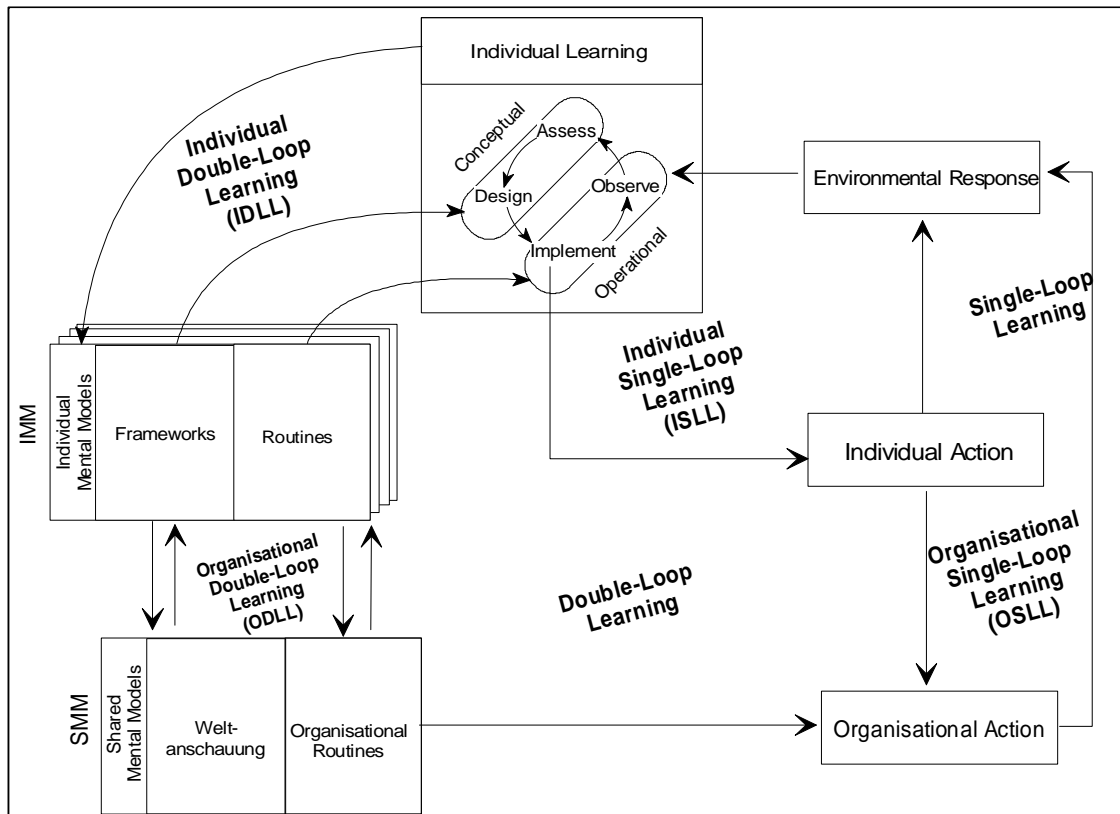 Individual Learning
Conceptual
Assess
Design
Observe
Implement
Operational
Individual
Double-Loop
Learning
(IDLL)
Environmental Response
Single-Loop
Learning
Individual
Single-Loop
Learning
(ISLL)
IMM
Individual
Mental Models
Frameworks
Routines
Individual Action
Organisational
Double-Loop
Learning
(ODLL)
Double-Loop
Learning
Organisational
Single-Loop
Learning
(OSLL)
SMM
Shared
Mental Models
Welt-
anschauung
Organisational
Routines
Organisational Action